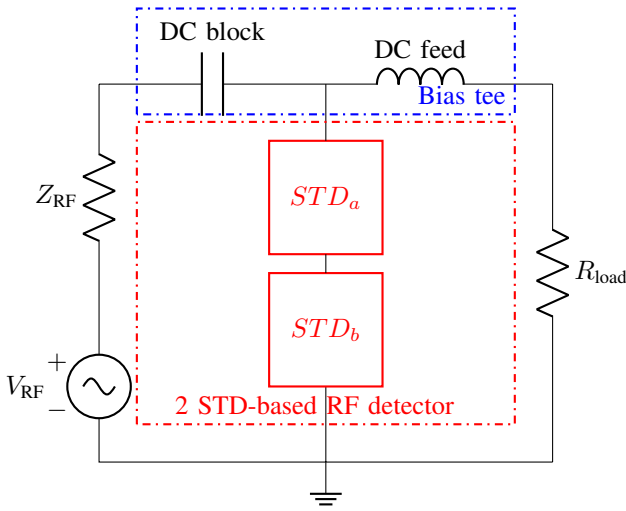 DC block
DC feed
Bias tee
Z_RF
STD_a
R_load
STD_b
+
V_RF
−
2 STD-based RF detector